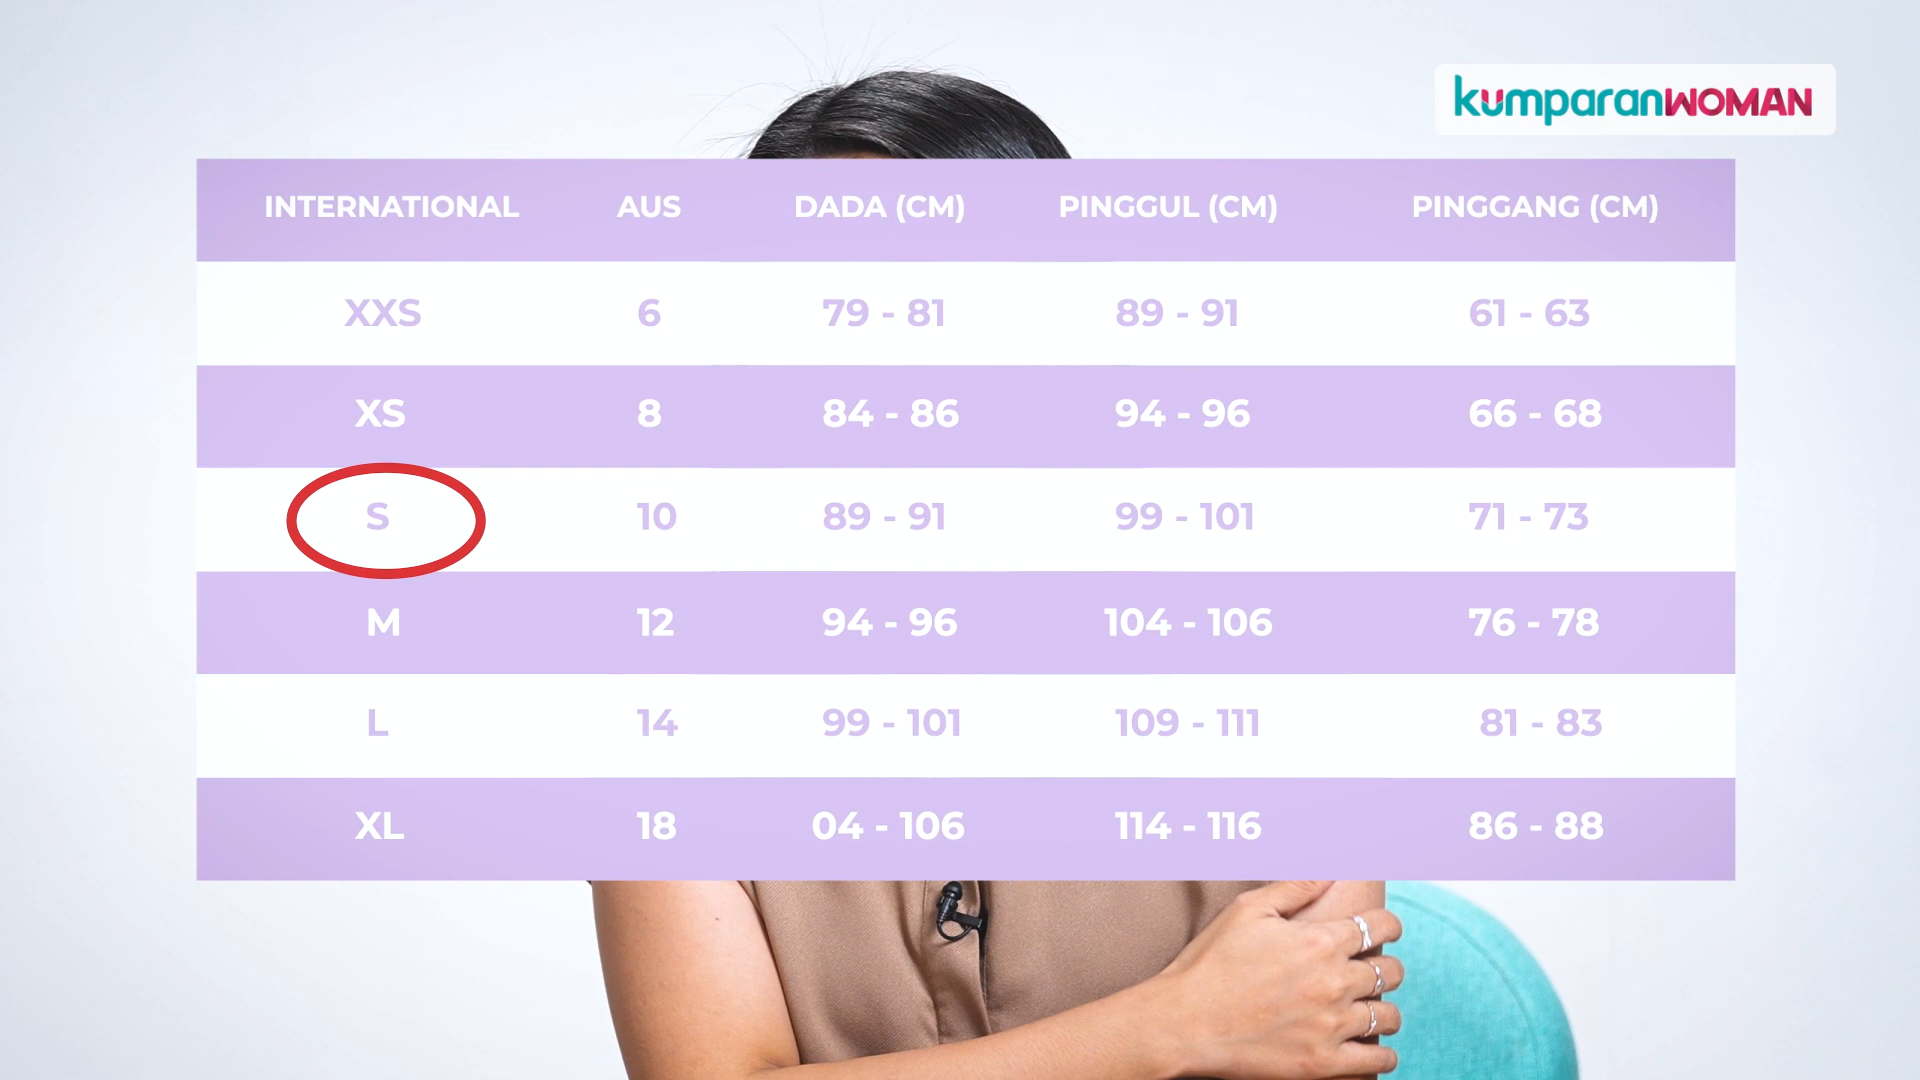 kumparanWOMAN
INTERNATIONAL AUS DADA (CM) PINGGUL (CM) PINGGANG (CM)
XXS 6 79 - 81 89 - 91 61 - 63
XS 8 84 - 86 94 - 96 66 - 68
S 10 89 - 91 99 - 101 71 - 73
M 12 94 - 96 104 - 106 76 - 78
L 14 99 - 101 109 - 111 81 - 83
XL 18 04 - 106 114 - 116 86 - 88